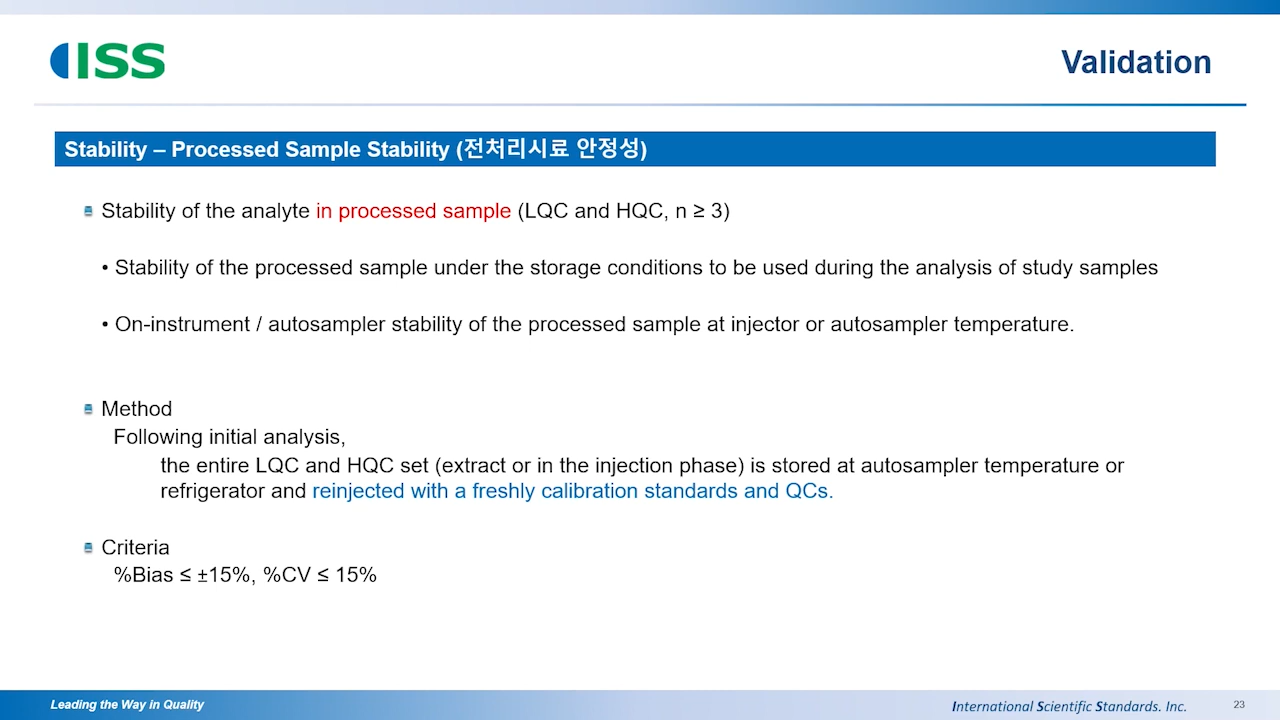 ISS
Validation
Stability – Processed Sample Stability (전처리시료 안정성)
Stability of the analyte in processed sample (LQC and HQC, n ≥ 3)
• Stability of the processed sample under the storage conditions to be used during the analysis of study samples
• On-instrument / autosampler stability of the processed sample at injector or autosampler temperature.
Method
Following initial analysis,
the entire LQC and HQC set (extract or in the injection phase) is stored at autosampler temperature or
refrigerator and reinjected with a freshly calibration standards and QCs.
Criteria
%Bias ≤ ±15%, %CV ≤ 15%
Leading the Way in Quality
International Scientific Standards. Inc.
23